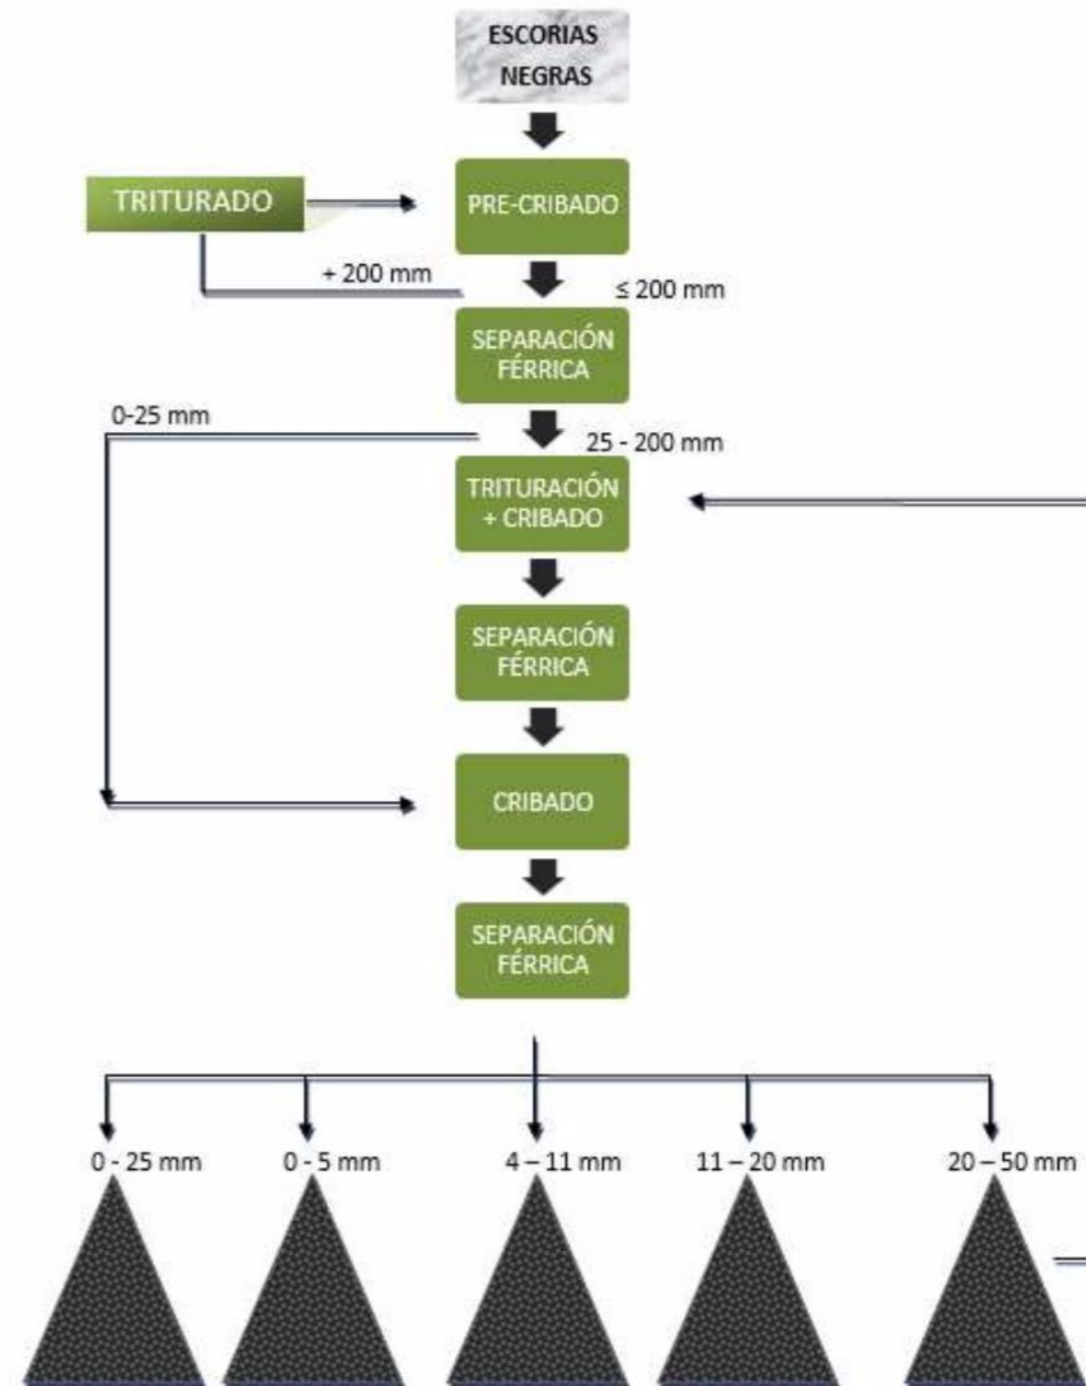 ESCORIAS
NEGRAS
TRITURADO
PRE-CRIBADO
+ 200 mm
≤ 200 mm
SEPARACIÓN
FÉRRICA
0-25 mm
25 - 200 mm
TRITURACIÓN
+ CRIBADO
SEPARACIÓN
FÉRRICA
CRIBADO
SEPARACIÓN
FÉRRICA
0 - 25 mm
0 - 5 mm
4 – 11 mm
11 – 20 mm
20 – 50 mm